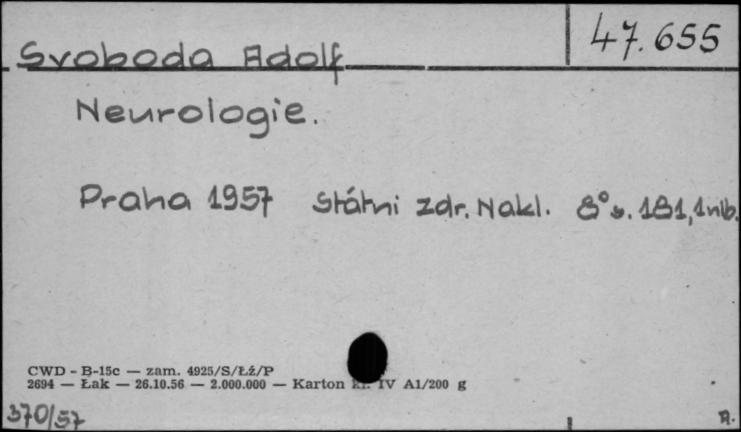 47.655
Svoboda Adolf
Neurologie.
Praha 1957 Státni zdr. Nakl. 8° s. 181, 1nlb.
CWD - B-15c — zam. 4925/S/Łź/P
2694 — Łak — 26.10.56 — 2.000.000 — Karton kl. IV A1/200 g
370/57
A.